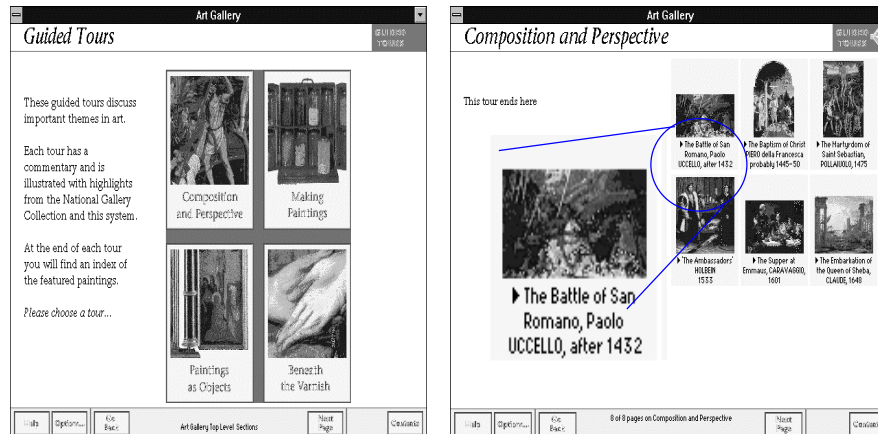 Art Gallery
Guided Tours
GUIDED
TOURS
These guided tours discuss
important themes in art.
Each tour has a
commentary and is
illustrated with highlights
from the National Gallery
Collection and this system.
At the end of each tour
you will find an index of
the featured paintings.
Please choose a tour...
Composition
and Perspective
Making
Paintings
Paintings
as Objects
Beneath
the Varnish
Help
Options...
Go
Back
Art Gallery Top Level Sections
Next
Page
Contents
Art Gallery
Composition and Perspective
GUIDED
TOURS
This tour ends here
The Battle of San
Romano, Paolo
UCCELLO, after 1432
The Baptism of Christ
PIERO della Francesca
probably 1445-50
The Martyrdom of
Saint Sebastian,
POLLAIUOLO, 1475
'The Ambassadors'
HOLBEIN
1533
The Supper at
Emmaus, CARAVAGGIO,
1601
The Embarkation of
the Queen of Sheba,
CLAUDE, 1648
The Battle of San
Romano, Paolo
UCCELLO, after 1432
Help
Options...
Go
Back
8 of 8 pages on Composition and Perspective
Next
Page
Contents